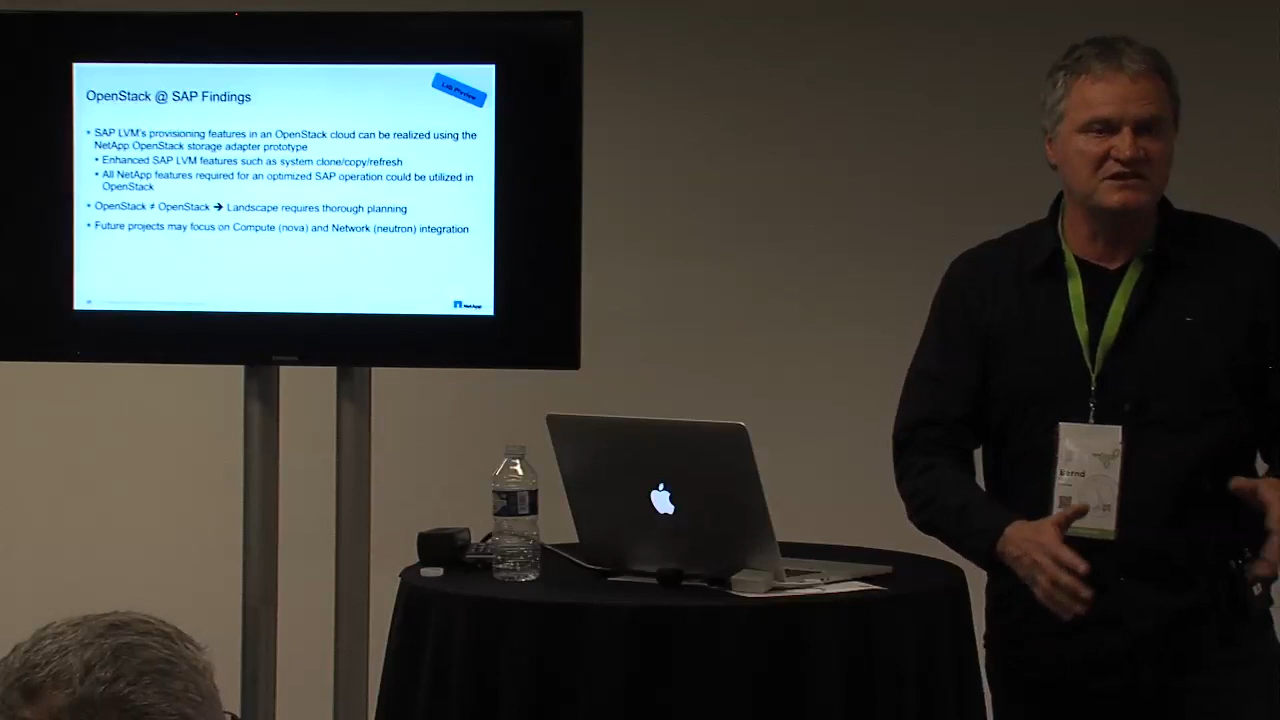 OpenStack @ SAP Findings
Lab Preview
• SAP LVM's provisioning features in an OpenStack cloud can be realized using the
NetApp OpenStack storage adapter prototype
• Enhanced SAP LVM features such as system clone/copy/refresh
• All NetApp features required for an optimized SAP operation could be utilized in
OpenStack
• OpenStack ≠ OpenStack ➔ Landscape requires thorough planning
• Future projects may focus on Compute (nova) and Network (neutron) integration
NetApp
SAMSUNG
Bernd